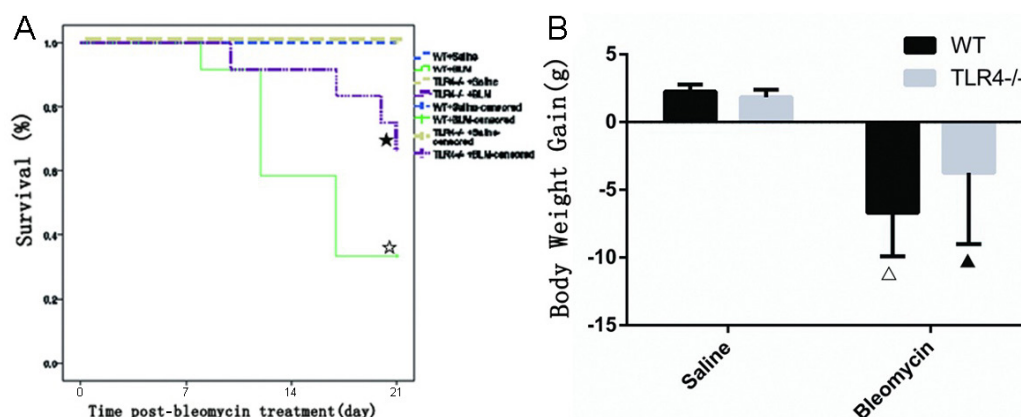 A
Survival (%)
1.0
0.8
0.6
0.4
0.2
0.0
0 7 14 21
Time post-bleomycin treatment(day)
WT+Saline
WT+BLM
TLR4-/- +Saline
TLR4-/- +BLM
WT+Saline-censored
WT+BLM-censored
TLR4-/- +Saline-
censored
TLR4-/- +BLM-censored
B
Body Weight Gain(g)
5
0
-5
-10
-15
Saline
Bleomycin
WT
TLR4-/-